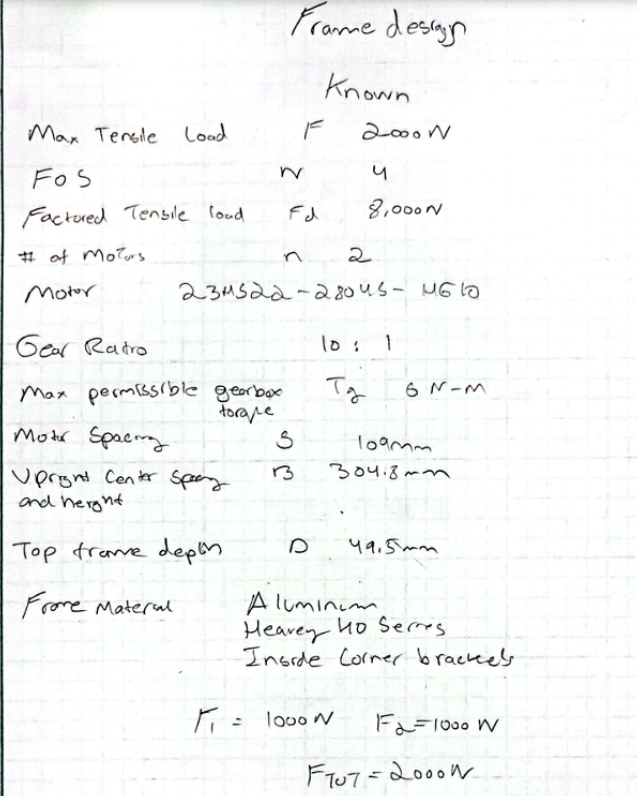 Frame design
Known
Max Tensile Load F 2000 N
FOS N 4
Factored Tensile load Fd 8,000 N
# of Motors n 2
Motor 23HS22-2804S-HG10
Gear Ratio 10 : 1
Max permissible gearbox torque Tg 6 N-m
Motor Spacing S 109mm
Upright Center Spacing and height B 304.8mm
Top frame depth D 49.5mm
Frame Material Aluminum
Heavey 40 Series
Inside Corner brackets
F1 = 1000 N F2 = 1000 N
FTOT = 2000 N